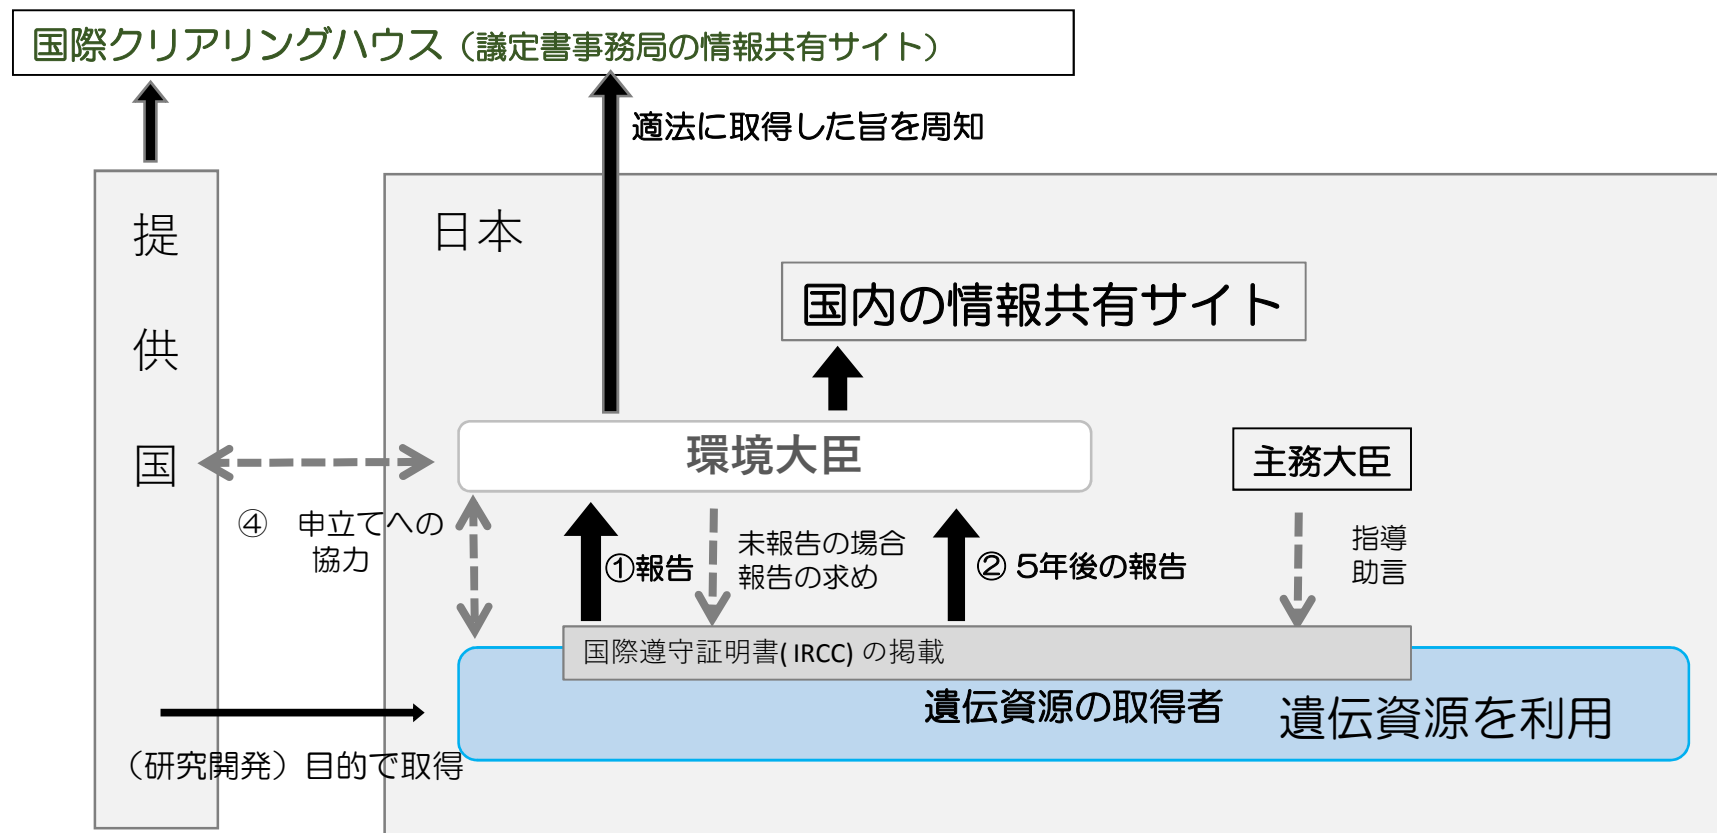 国際クリアリングハウス（議定書事務局の情報共有サイト）
適法に取得した旨を周知
提供国
日本
国内の情報共有サイト
環境大臣
主務大臣
④ 申立てへの
協力
①報告
未報告の場合
報告の求め
② 5年後の報告
指導
助言
国際遵守証明書( IRCC) の掲載
遺伝資源の取得者
遺伝資源を利用
（研究開発）目的で取得